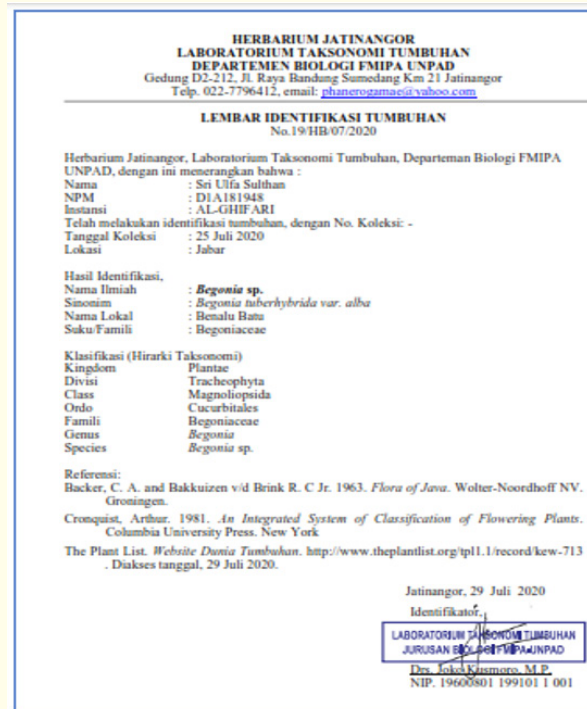 HERBARIUM JATINANGOR
LABORATORIUM TAKSONOMI TUMBUHAN
DEPARTEMEN BIOLOGI FMIPA UNPAD
Gedung D2-212, Jl. Raya Bandung Sumedang Km 21 Jatinangor
Telp. 022-7796412, email: phanerogamae@yahoo.com
LEMBAR IDENTIFIKASI TUMBUHAN
No.19/HB/07/2020
Herbarium Jatinangor, Laboratorium Taksonomi Tumbuhan, Departeman Biologi FMIPA
UNPAD, dengan ini menerangkan bahwa :
Nama : Sri Ulfa Sulthan
NPM : D1A181948
Instansi : AL-GHIFARI
Telah melakukan identifikasi tumbuhan, dengan No. Koleksi: -
Tanggal Koleksi : 25 Juli 2020
Lokasi : Jabar
Hasil Identifikasi,
Nama Ilmiah : Begonia sp.
Sinonim : Begonia tuberhybrida var. alba
Nama Lokal : Benalu Batu
Suku/Famili : Begoniaceae
Klasifikasi (Hirarki Taksonomi)
Kingdom Plantae
Divisi Tracheophyta
Class Magnoliopsida
Ordo Cucurbitales
Famili Begoniaceae
Genus Begonia
Species Begonia sp.
Referensi:
Backer, C. A. and Bakkuizen v/d Brink R. C Jr. 1963. Flora of Java. Wolter-Noordhoff NV.
Groningen.
Cronquist, Arthur. 1981. An Integrated System of Classification of Flowering Plants.
Columbia University Press. New York
The Plant List. Website Dunia Tumbuhan. http://www.theplantlist.org/tpl1.1/record/kew-713
. Diakses tanggal, 29 Juli 2020.
Jatinangor, 29 Juli 2020
Identifikator,
LABORATORIUM TAKSONOMI TUMBUHAN
JURUSAN BIOLOGI FMIPA-UNPAD
Drs. Joko Kusmoro, M.P.
NIP. 19600801 199101 1 001